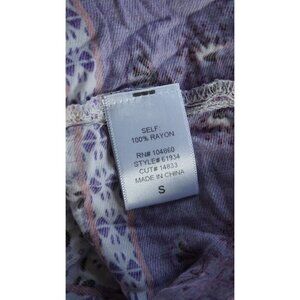 SELF:
100% RAYON
RN# 104860
STYLE# 61934
CUT# 14833
MADE IN CHINA
S